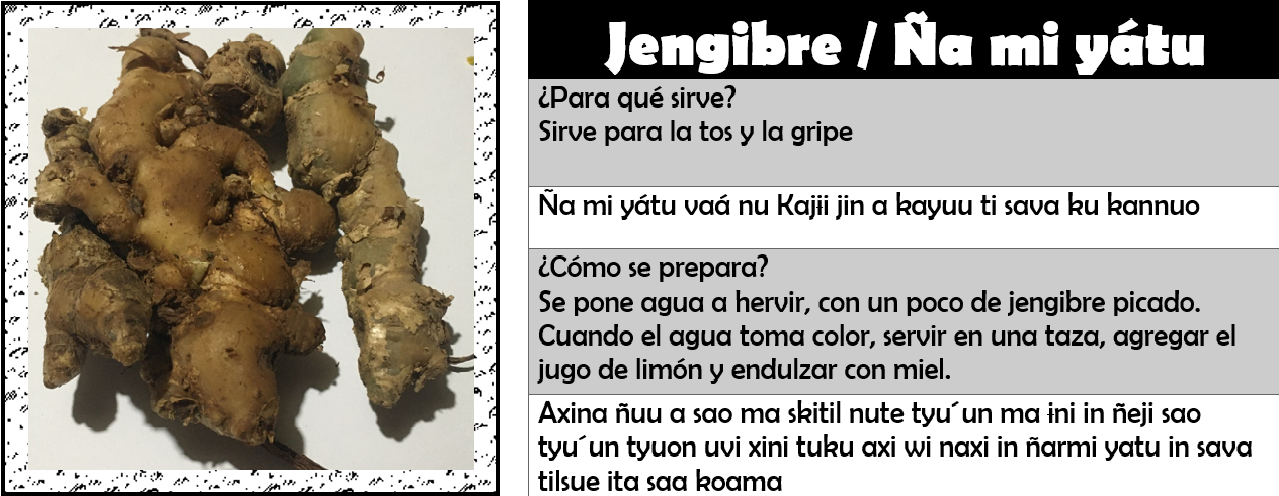 Jengibre / Ña mi yátu
¿Para qué sirve?
Sirve para la tos y la gripe
Ña mi yátu vaá nu Kajɨi jin a kayuu ti sava ku kannuo
¿Cómo se prepara?
Se pone agua a hervir, con un poco de jengibre picado.
Cuando el agua toma color, servir en una taza, agregar el
jugo de limón y endulzar con miel.
Axina ñuu a sao ma skitil nute tyu´un ma ɨni in ñeji sao
tyu´un tyuon uvi xini tuku axi wi naxi in ñarmi yatu in sava
tilsue ita saa koama